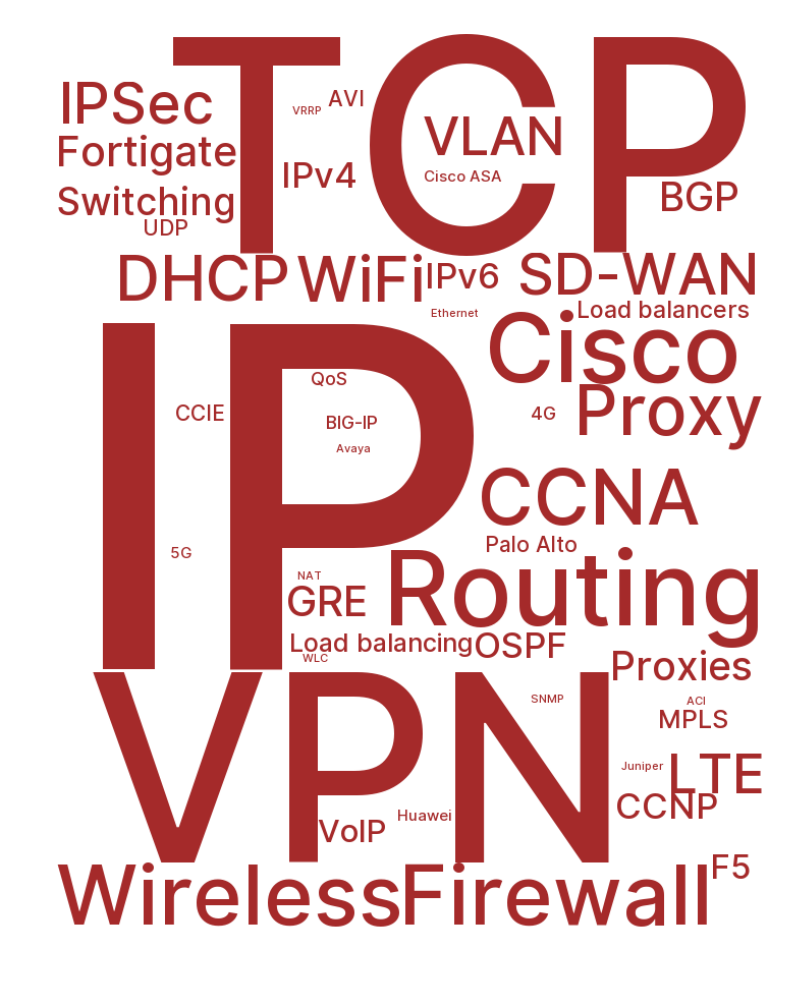 TCP
IPSec
AVI
VRRP
VLAN
Fortigate
IPv4
Cisco ASA
BGP
Switching
UDP
DHCP
WiFi
IPv6
SD-WAN
Ethernet
Load balancers
Cisco
IP
QoS
CCIE
BIG-IP
4G
Proxy
Avaya
CCNA
5G
Palo Alto
NAT
GRE
Routing
Load balancing
OSPF
WLC
Proxies
VPN
SNMP
ACI
MPLS
Juniper
LTE
CCNP
Huawei
VoIP
Wireless
Firewall
F5